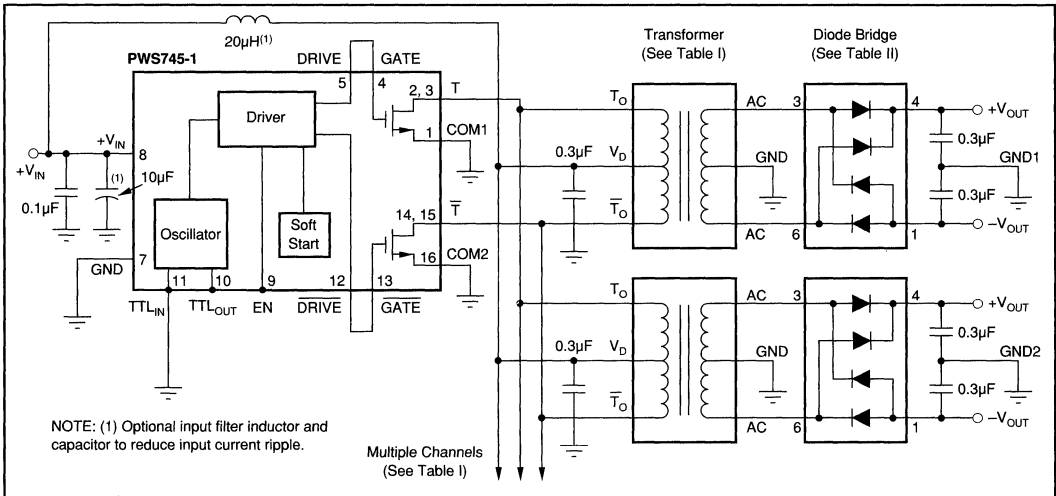 20µH(1)
PWS745-1
DRIVE
GATE
5
4
Driver
2, 3
T
1
COM1
+VIN
+VIN
8
(1)
10µF
0.1µF
Oscillator
Soft
Start
14, 15
T̅
16
COM2
GND
7
11
10
9
12
13
TTLIN
TTLOUT
EN
D̅R̅I̅V̅E̅
G̅A̅T̅E̅
NOTE: (1) Optional input filter inductor and
capacitor to reduce input current ripple.
Multiple Channels
(See Table I)
Transformer
(See Table I)
Diode Bridge
(See Table II)
TO
AC
3
4
+VOUT
0.3µF
0.3µF
VD
GND
GND1
0.3µF
T̅O
AC
6
1
–VOUT
TO
AC
3
4
+VOUT
0.3µF
0.3µF
VD
GND
GND2
0.3µF
T̅O
AC
6
1
–VOUT